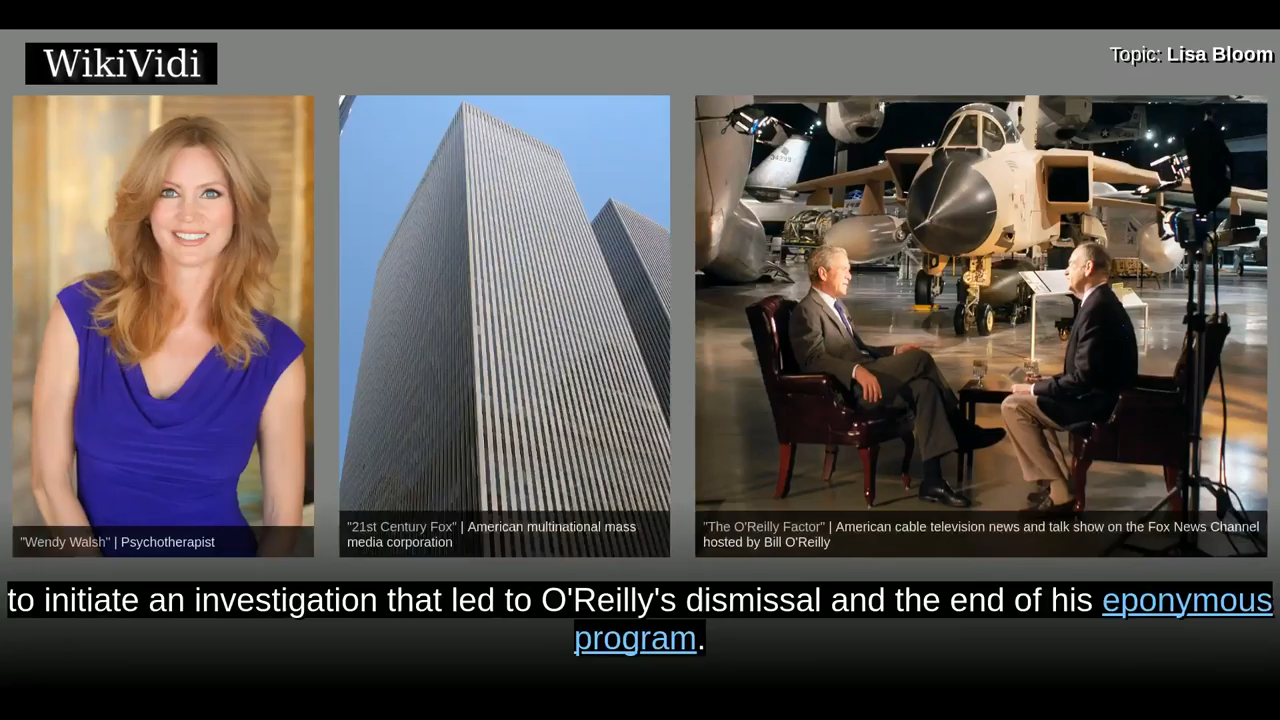 WikiVidi
Topic: Lisa Bloom
"Wendy Walsh" | Psychotherapist
"21st Century Fox" | American multinational mass
media corporation
"The O'Reilly Factor" | American cable television news and talk show on the Fox News Channel
hosted by Bill O'Reilly
to initiate an investigation that led to O'Reilly's dismissal and the end of his eponymous
program.